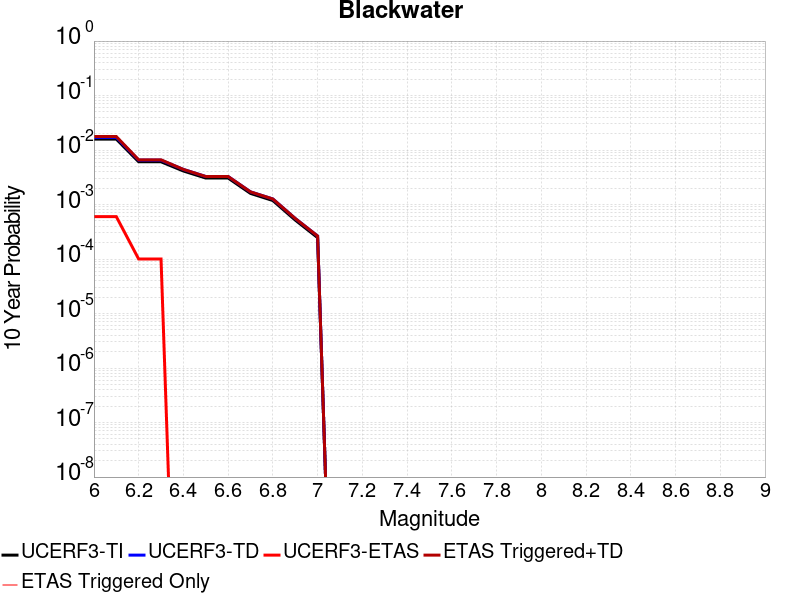 Blackwater
10^0
10^-1
10^-2
10^-3
10^-4
10^-5
10^-6
10^-7
10^-8
10 Year Probability
6 6.2 6.4 6.6 6.8 7 7.2 7.4 7.6 7.8 8 8.2 8.4 8.6 8.8 9
Magnitude
UCERF3-TI UCERF3-TD UCERF3-ETAS ETAS Triggered+TD
ETAS Triggered Only